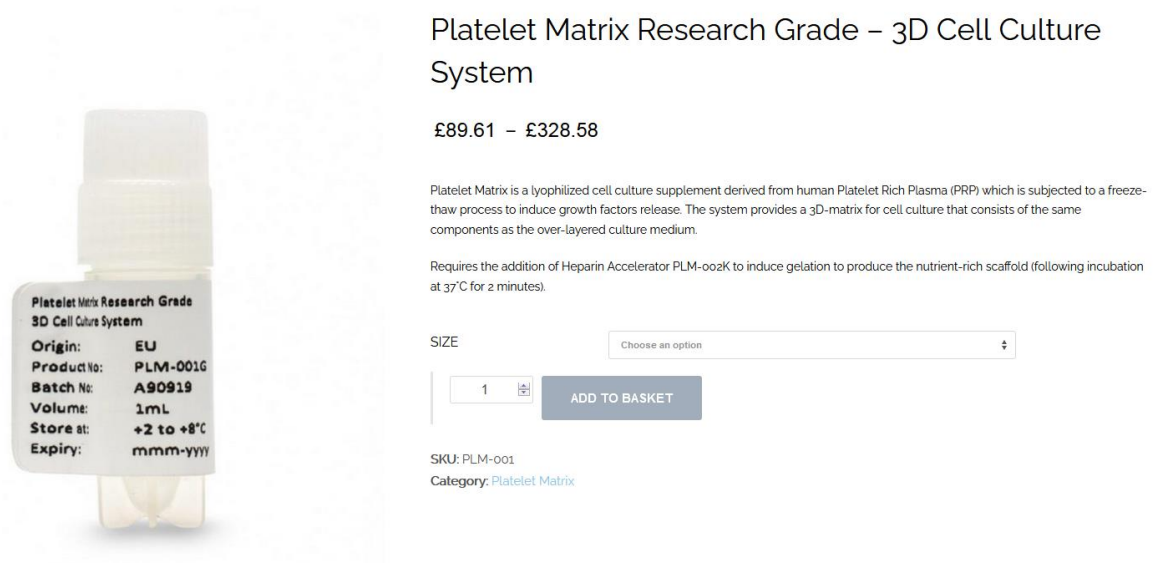 Platelet Matrix Research Grade – 3D Cell Culture
System
£89.61 – £328.58
Platelet Matrix is a lyophilized cell culture supplement derived from human Platelet Rich Plasma (PRP) which is subjected to a freeze-
thaw process to induce growth factors release. The system provides a 3D-matrix for cell culture that consists of the same
components as the over-layered culture medium.
Requires the addition of Heparin Accelerator PLM-002K to induce gelation to produce the nutrient-rich scaffold (following incubation
at 37°C for 2 minutes).
SIZE Choose an option
1 ADD TO BASKET
SKU: PLM-001
Category: Platelet Matrix
Platelet Matrix Research Grade
3D Cell Culture System
Origin: EU
Product No: PLM-001G
Batch No: A90919
Volume: 1mL
Store at: +2 to +8°C
Expiry: mmm-yyyy